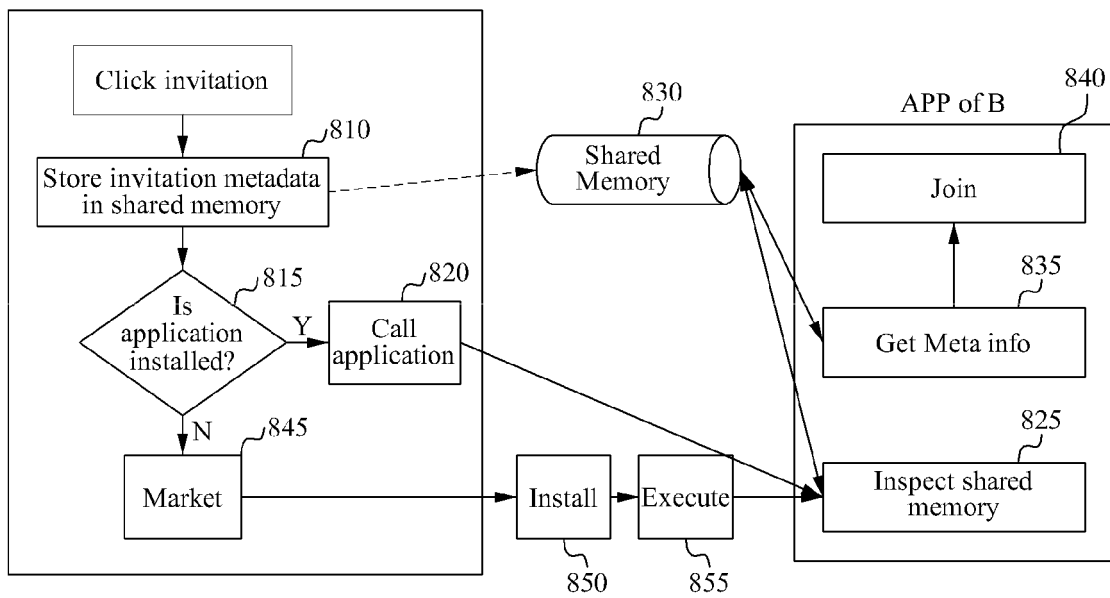 Click invitation
810
Store invitation metadata
in shared memory
815
Is
application
installed?
Y
N
820
Call
application
845
Market
830
Shared
Memory
Install
850
Execute
855
APP of B
840
Join
835
Get Meta info
825
Inspect shared
memory